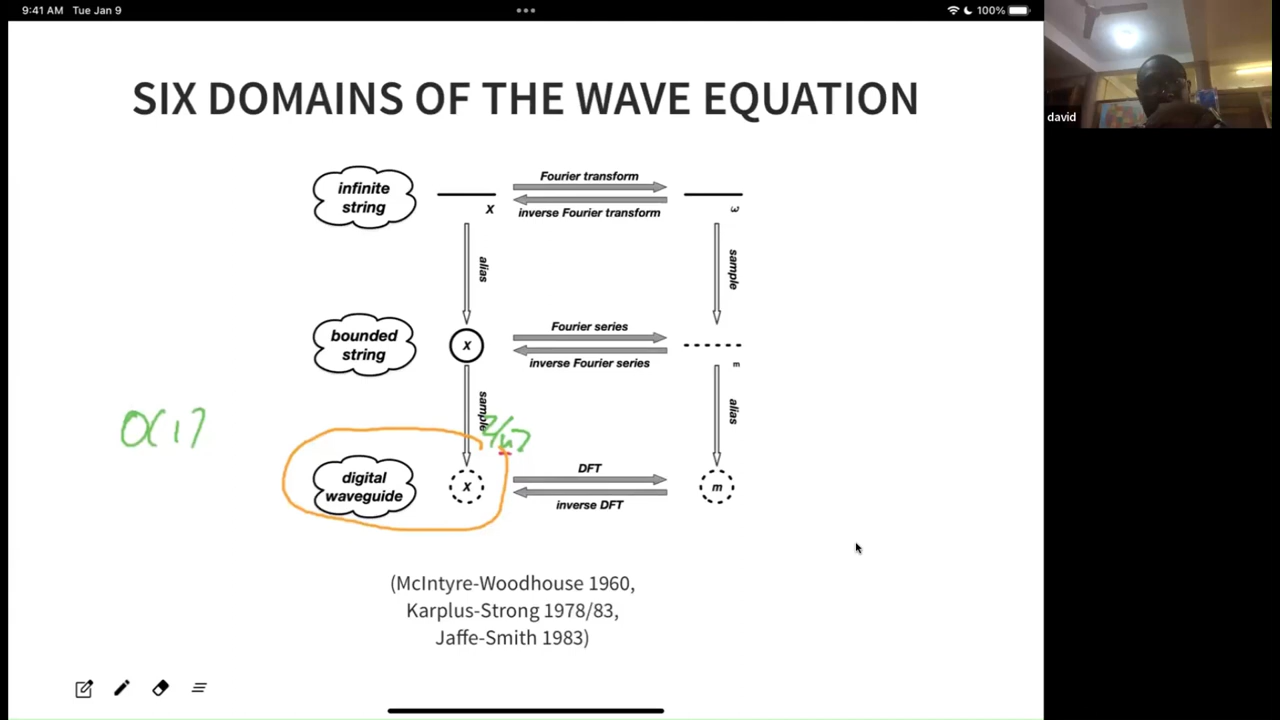 9:41 AM Tue Jan 9
100%
david
SIX DOMAINS OF THE WAVE EQUATION
infinite
string
X
Fourier transform
inverse Fourier transform
ω
alias
sample
bounded
string
X
Fourier series
inverse Fourier series
m
sample
alias
O(1)
digital
waveguide
X
DFT
inverse DFT
m
(McIntyre-Woodhouse 1960,
Karplus-Strong 1978/83,
Jaffe-Smith 1983)